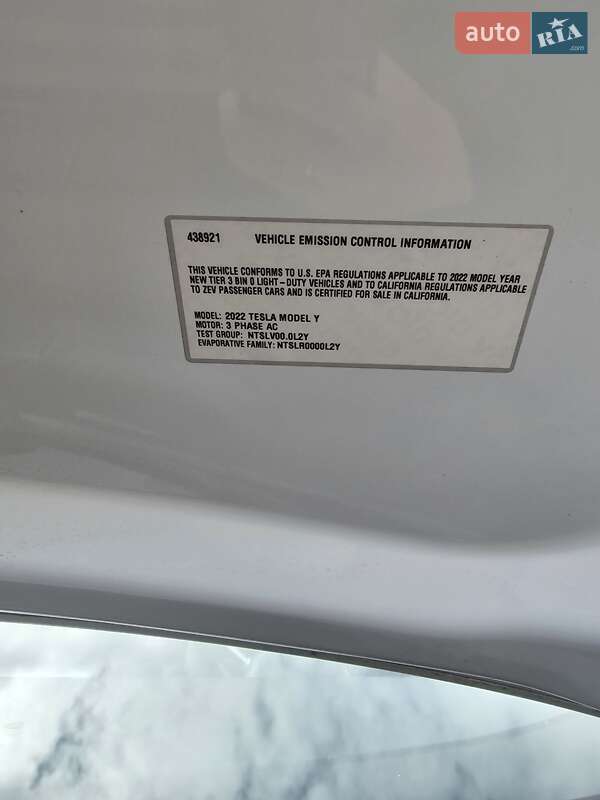 auto RIA .com
438921 VEHICLE EMISSION CONTROL INFORMATION
THIS VEHICLE CONFORMS TO U.S. EPA REGULATIONS APPLICABLE TO 2022 MODEL YEAR
NEW TIER 3 BIN 0 LIGHT-DUTY VEHICLES AND TO CALIFORNIA REGULATIONS APPLICABLE
TO ZEV PASSENGER CARS AND IS CERTIFIED FOR SALE IN CALIFORNIA.
MODEL: 2022 TESLA MODEL Y
MOTOR: 3 PHASE AC
TEST GROUP: NTSLV00.0L2Y
EVAPORATIVE FAMILY: NTSLR0000L2Y